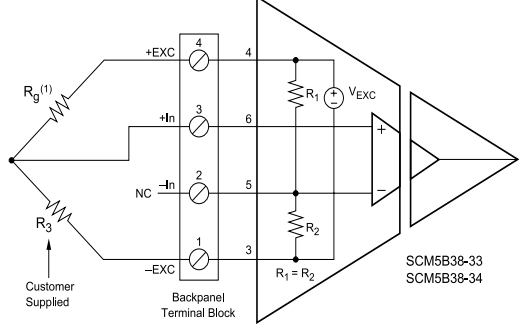 +EXC
4
4
Rg(1)
R1
VEXC
+
–
+In
3
6
+
–In
2
5
–
NC
R3
R2
1
3
–EXC
R1 = R2
SCM5B38-33
SCM5B38-34
Customer
Supplied
Backpanel
Terminal Block